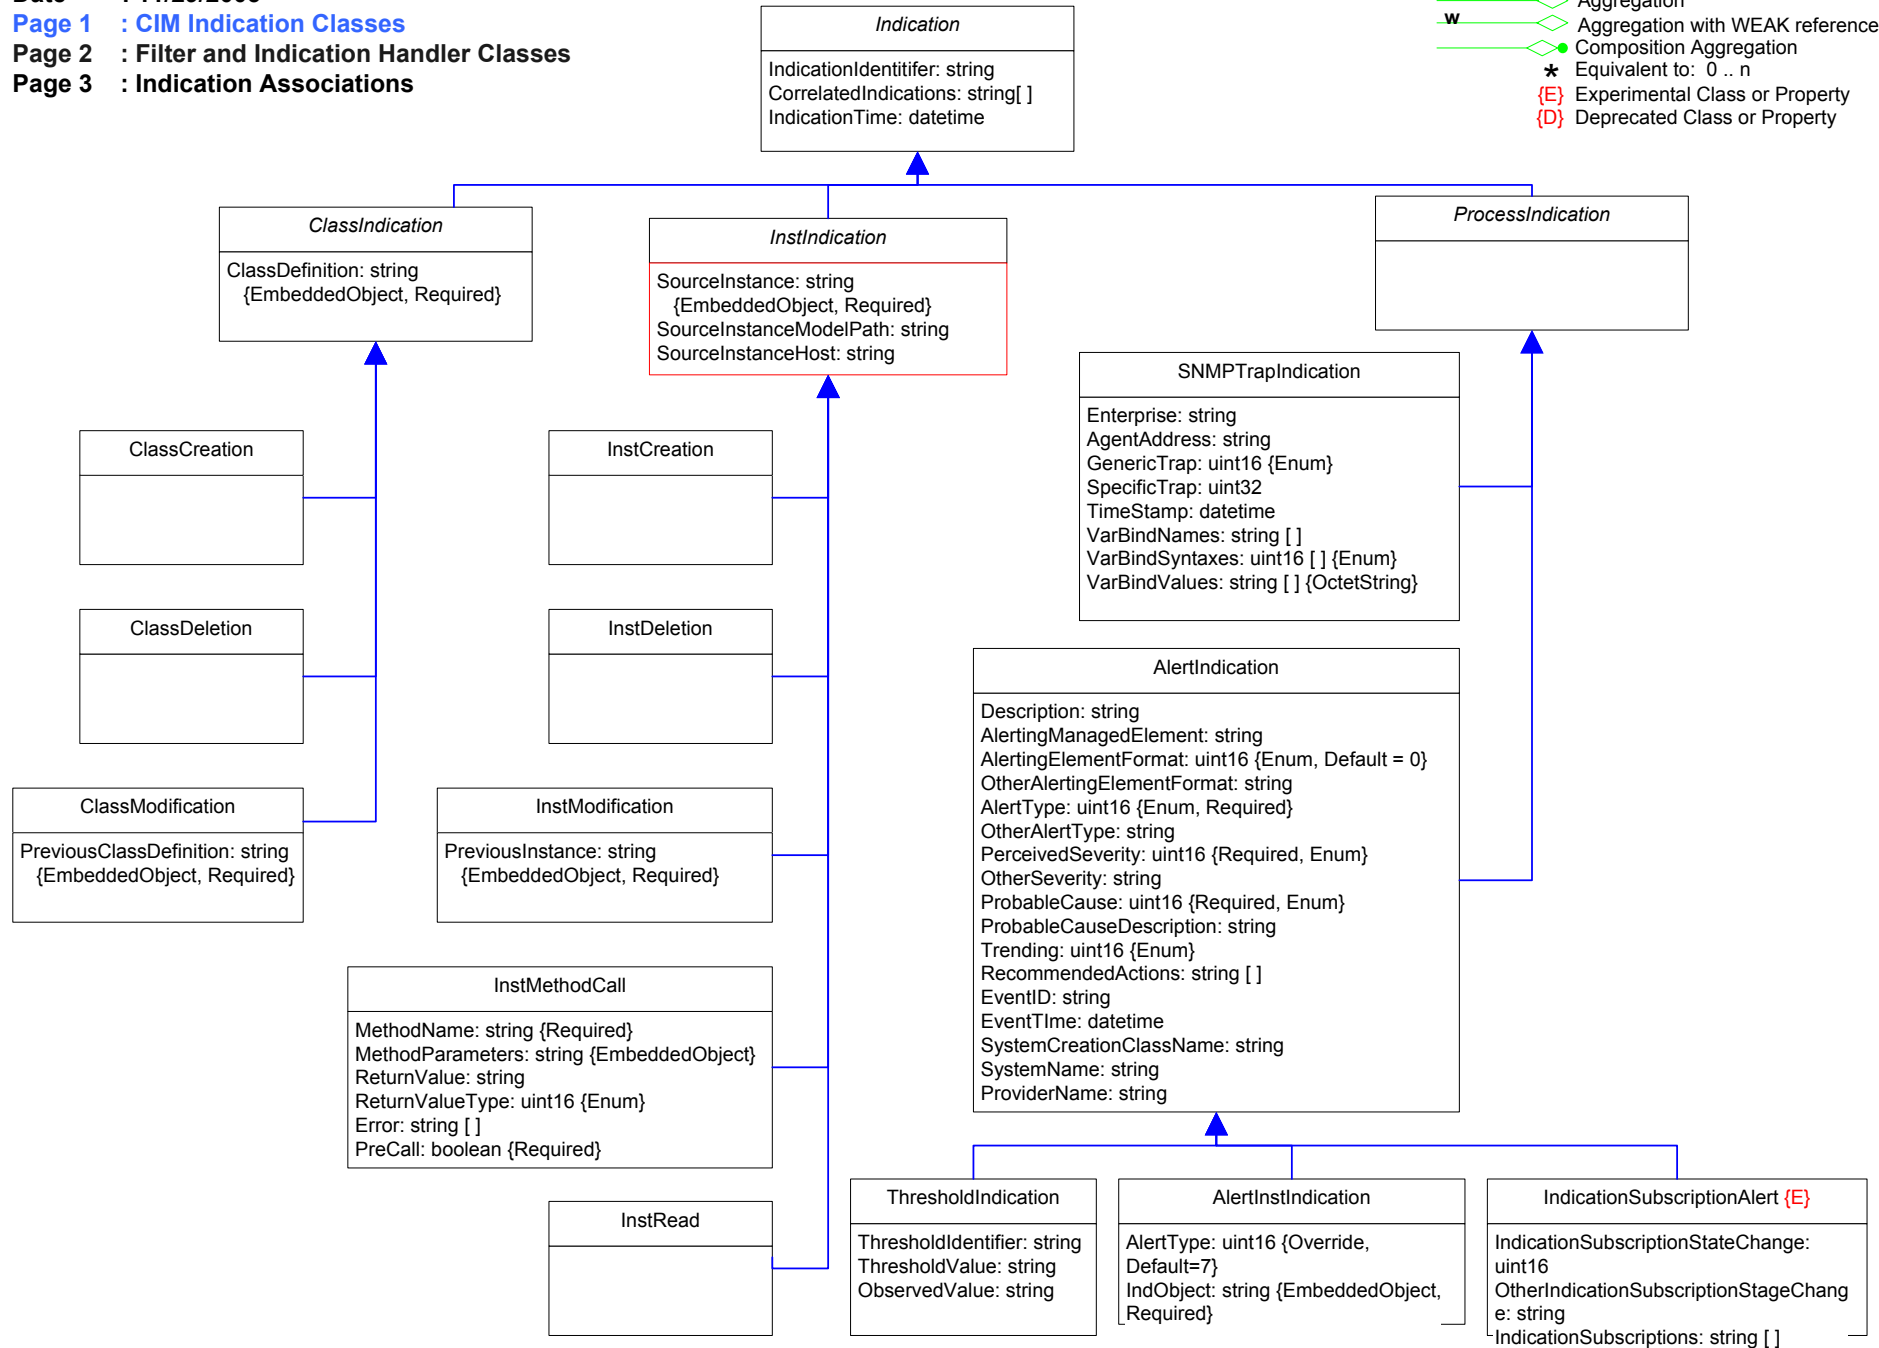 Page 1 : CIM Indication Classes
Page 2 : Filter and Indication Handler Classes
Page 3 : Indication Associations
Aggregation
w
Aggregation with WEAK reference
Composition Aggregation
* Equivalent to: 0 .. n
{E} Experimental Class or Property
{D} Deprecated Class or Property
Indication
IndicationIdentitifer: string
CorrelatedIndications: string[ ]
IndicationTime: datetime
ClassIndication
ClassDefinition: string
{EmbeddedObject, Required}
InstIndication
SourceInstance: string
{EmbeddedObject, Required}
SourceInstanceModelPath: string
SourceInstanceHost: string
ProcessIndication
SNMPTrapIndication
Enterprise: string
AgentAddress: string
GenericTrap: uint16 {Enum}
SpecificTrap: uint32
TimeStamp: datetime
VarBindNames: string [ ]
VarBindSyntaxes: uint16 [ ] {Enum}
VarBindValues: string [ ] {OctetString}
ClassCreation
InstCreation
ClassDeletion
InstDeletion
AlertIndication
Description: string
AlertingManagedElement: string
AlertingElementFormat: uint16 {Enum, Default = 0}
OtherAlertingElementFormat: string
AlertType: uint16 {Enum, Required}
OtherAlertType: string
PerceivedSeverity: uint16 {Required, Enum}
OtherSeverity: string
ProbableCause: uint16 {Required, Enum}
ProbableCauseDescription: string
Trending: uint16 {Enum}
RecommendedActions: string [ ]
EventID: string
EventTIme: datetime
SystemCreationClassName: string
SystemName: string
ProviderName: string
ClassModification
PreviousClassDefinition: string
{EmbeddedObject, Required}
InstModification
PreviousInstance: string
{EmbeddedObject, Required}
InstMethodCall
MethodName: string {Required}
MethodParameters: string {EmbeddedObject}
ReturnValue: string
ReturnValueType: uint16 {Enum}
Error: string [ ]
PreCall: boolean {Required}
InstRead
ThresholdIndication
ThresholdIdentifier: string
ThresholdValue: string
ObservedValue: string
AlertInstIndication
AlertType: uint16 {Override,
Default=7}
IndObject: string {EmbeddedObject,
Required}
IndicationSubscriptionAlert {E}
IndicationSubscriptionStateChange:
uint16
OtherIndicationSubscriptionStageChang
e: string
IndicationSubscriptions: string [ ]